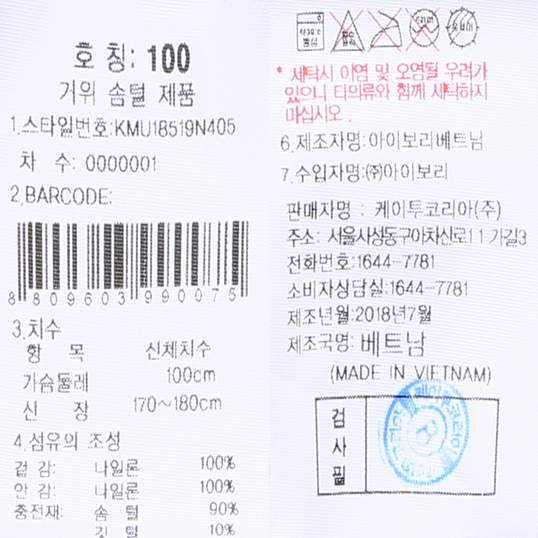 호 칭: 100
거위 솜털 제품
1.스타일번호:KMU18519N405
차 수: 0000001
2.BARCODE:
8 809603 990075
3.치수
항 목 신체치수
가슴둘레 100cm
신 장 170~180cm
4.섬유의 조성
겉 감: 나일론 100%
안 감: 나일론 100%
충전재: 솜 털 90%
깃 털 10%
* 세탁시 이염 및 오염될 우려가
있으니 타의류와 함께 세탁하지
마십시오.
6.제조자명:아이보리베트남
7.수입자명:㈜아이보리
판매자명 : 케이투코리아(주)
주소: 서울시성동구아차산로11가길3
전화번호:1644-7781
소비자상담실:1644-7781
제조년월:2018년7월
제조국명: 베트남
(MADE IN VIETNAM)
검
사
필